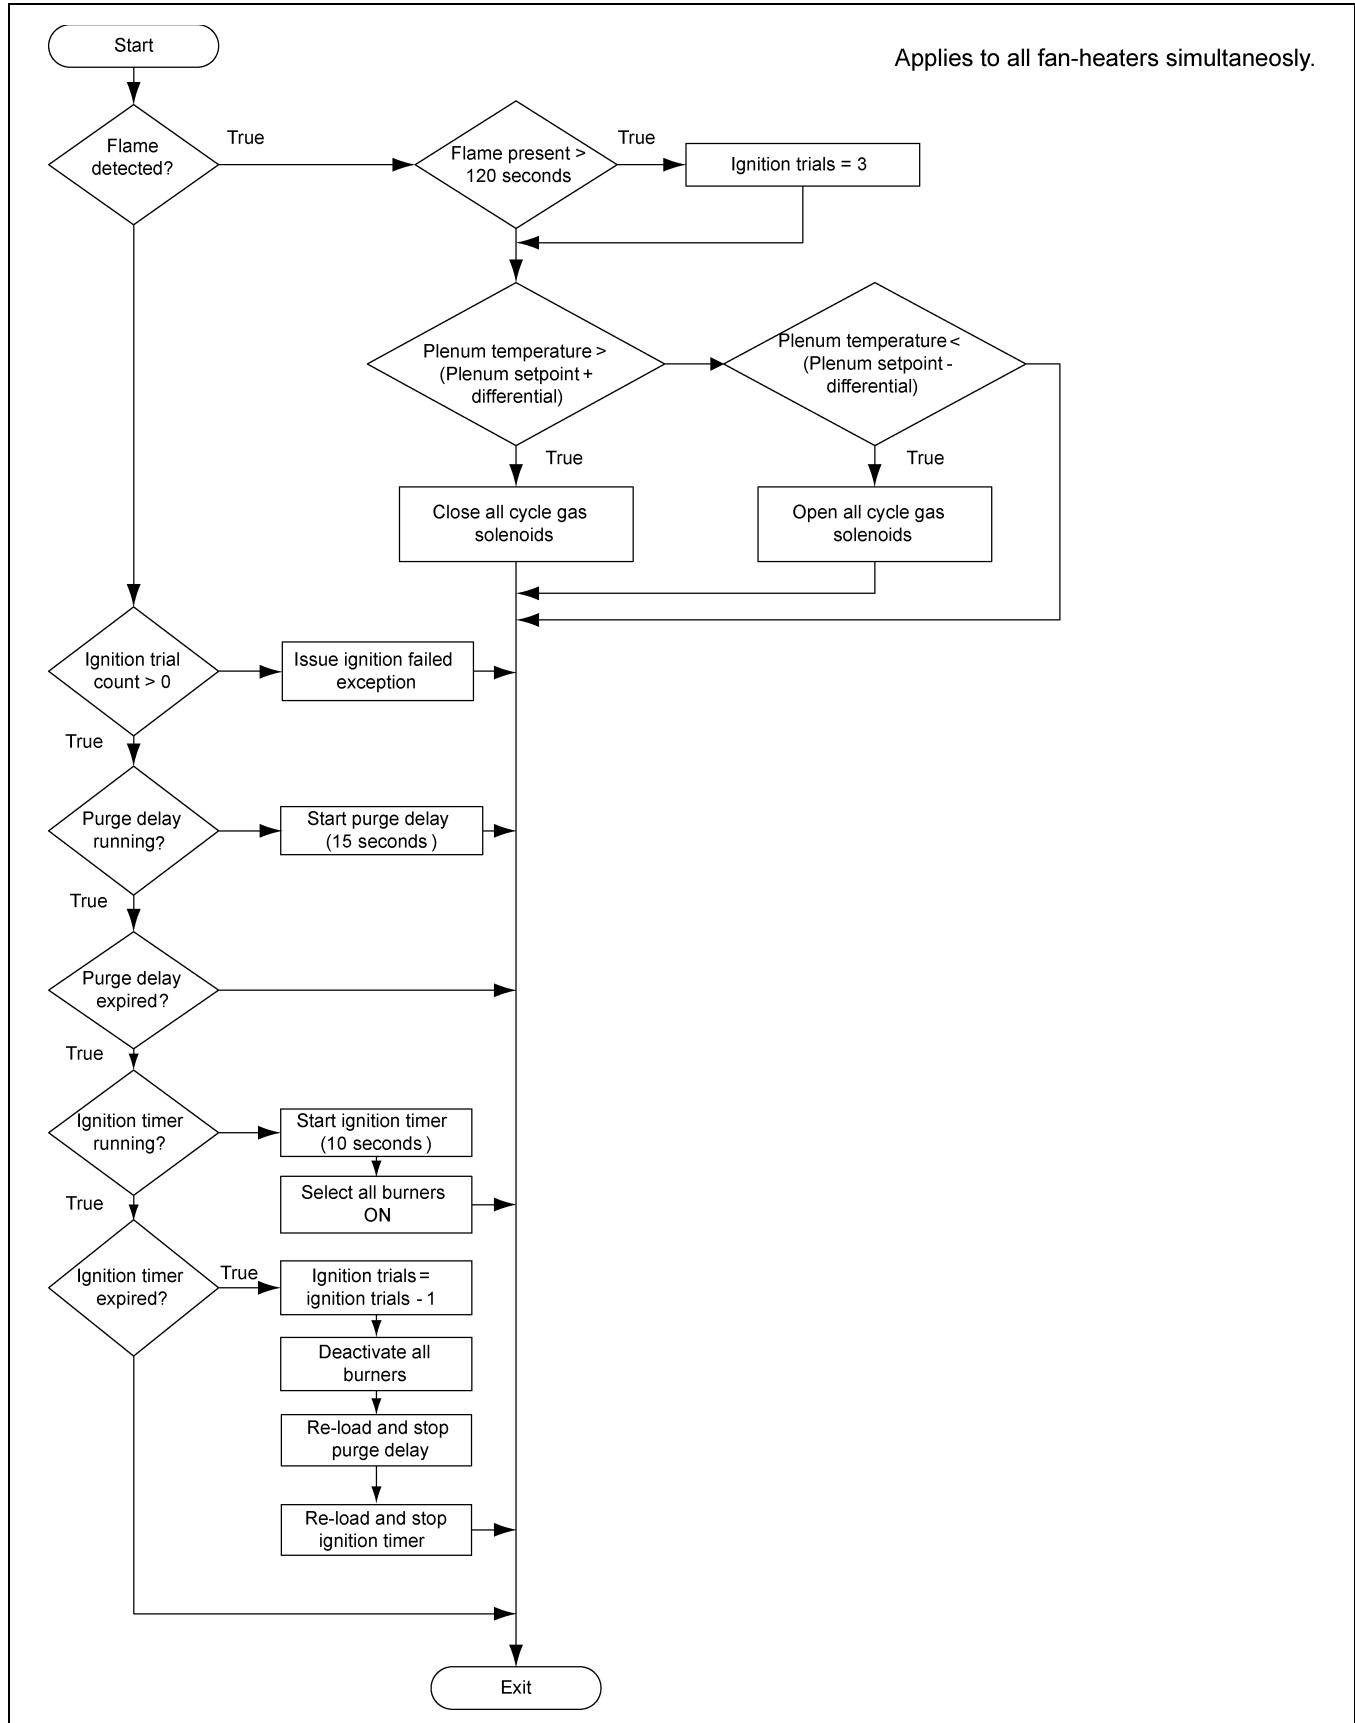 Start
Applies to all fan-heaters simultaneosly.
Flame
detected?
True
Flame present >
120 seconds
True
Ignition trials = 3
Plenum temperature >
(Plenum setpoint +
differential)
Plenum temperature <
(Plenum setpoint -
differential)
True
True
Close all cycle gas
solenoids
Open all cycle gas
solenoids
Ignition trial
count > 0
Issue ignition failed
exception
True
Purge delay
running?
Start purge delay
(15 seconds )
True
Purge delay
expired?
True
Ignition timer
running?
Start ignition timer
(10 seconds )
Select all burners
ON
True
Ignition timer
expired?
True
Ignition trials =
ignition trials - 1
Deactivate all
burners
Re-load and stop
purge delay
Re-load and stop
ignition timer
Exit